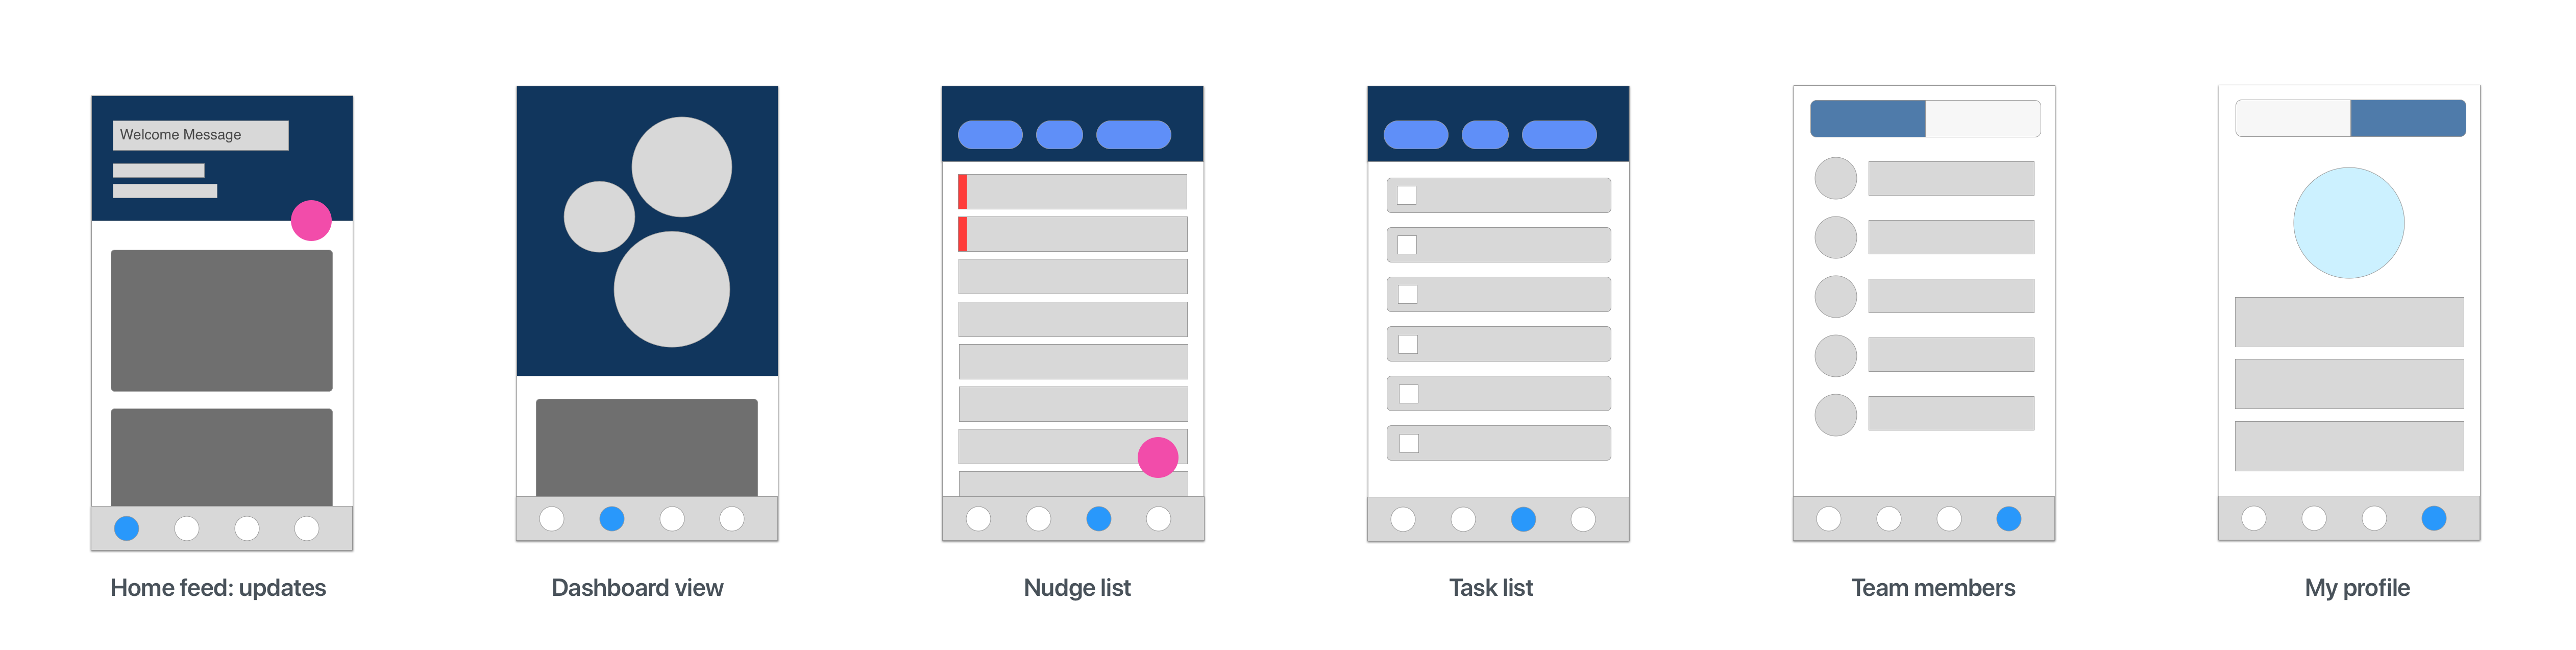 Welcome Message
Home feed: updates
Dashboard view
Nudge list
Task list
Team members
My profile